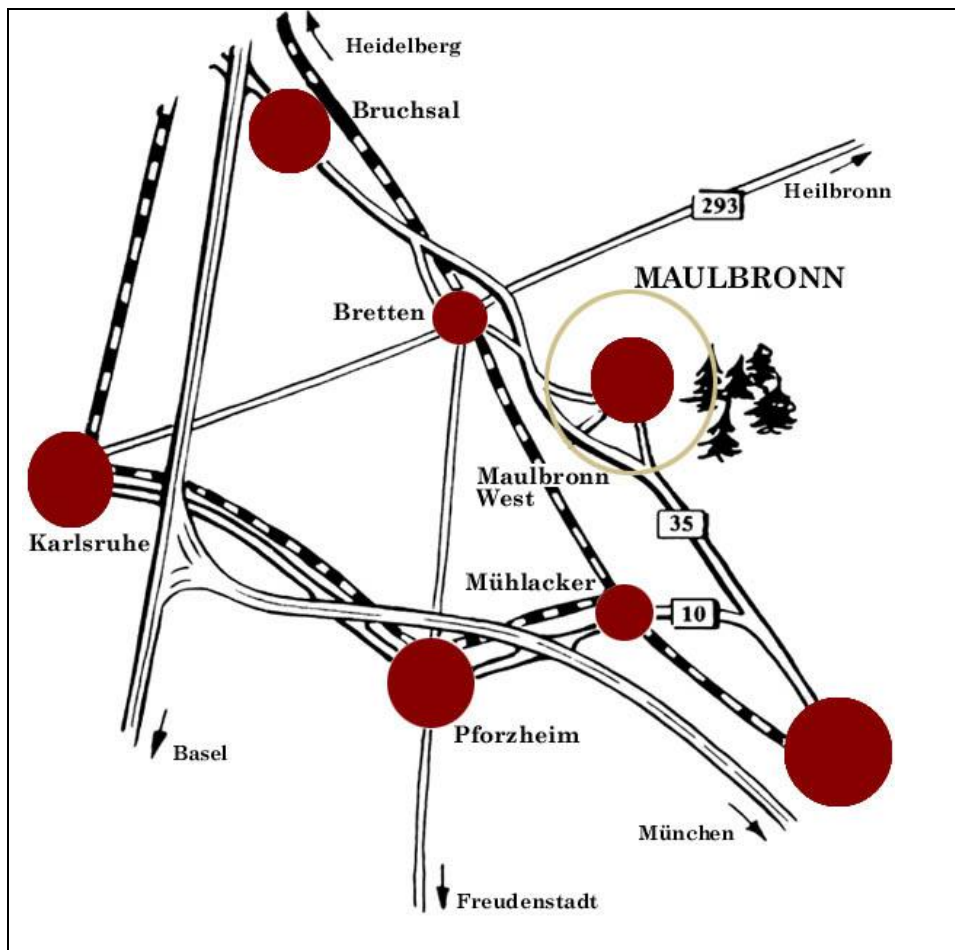 Heidelberg
Bruchsal
Heilbronn
293
MAULBRONN
Bretten
Maulbronn
West
35
Karlsruhe
Mühlacker
10
Pforzheim
Basel
München
Freudenstadt